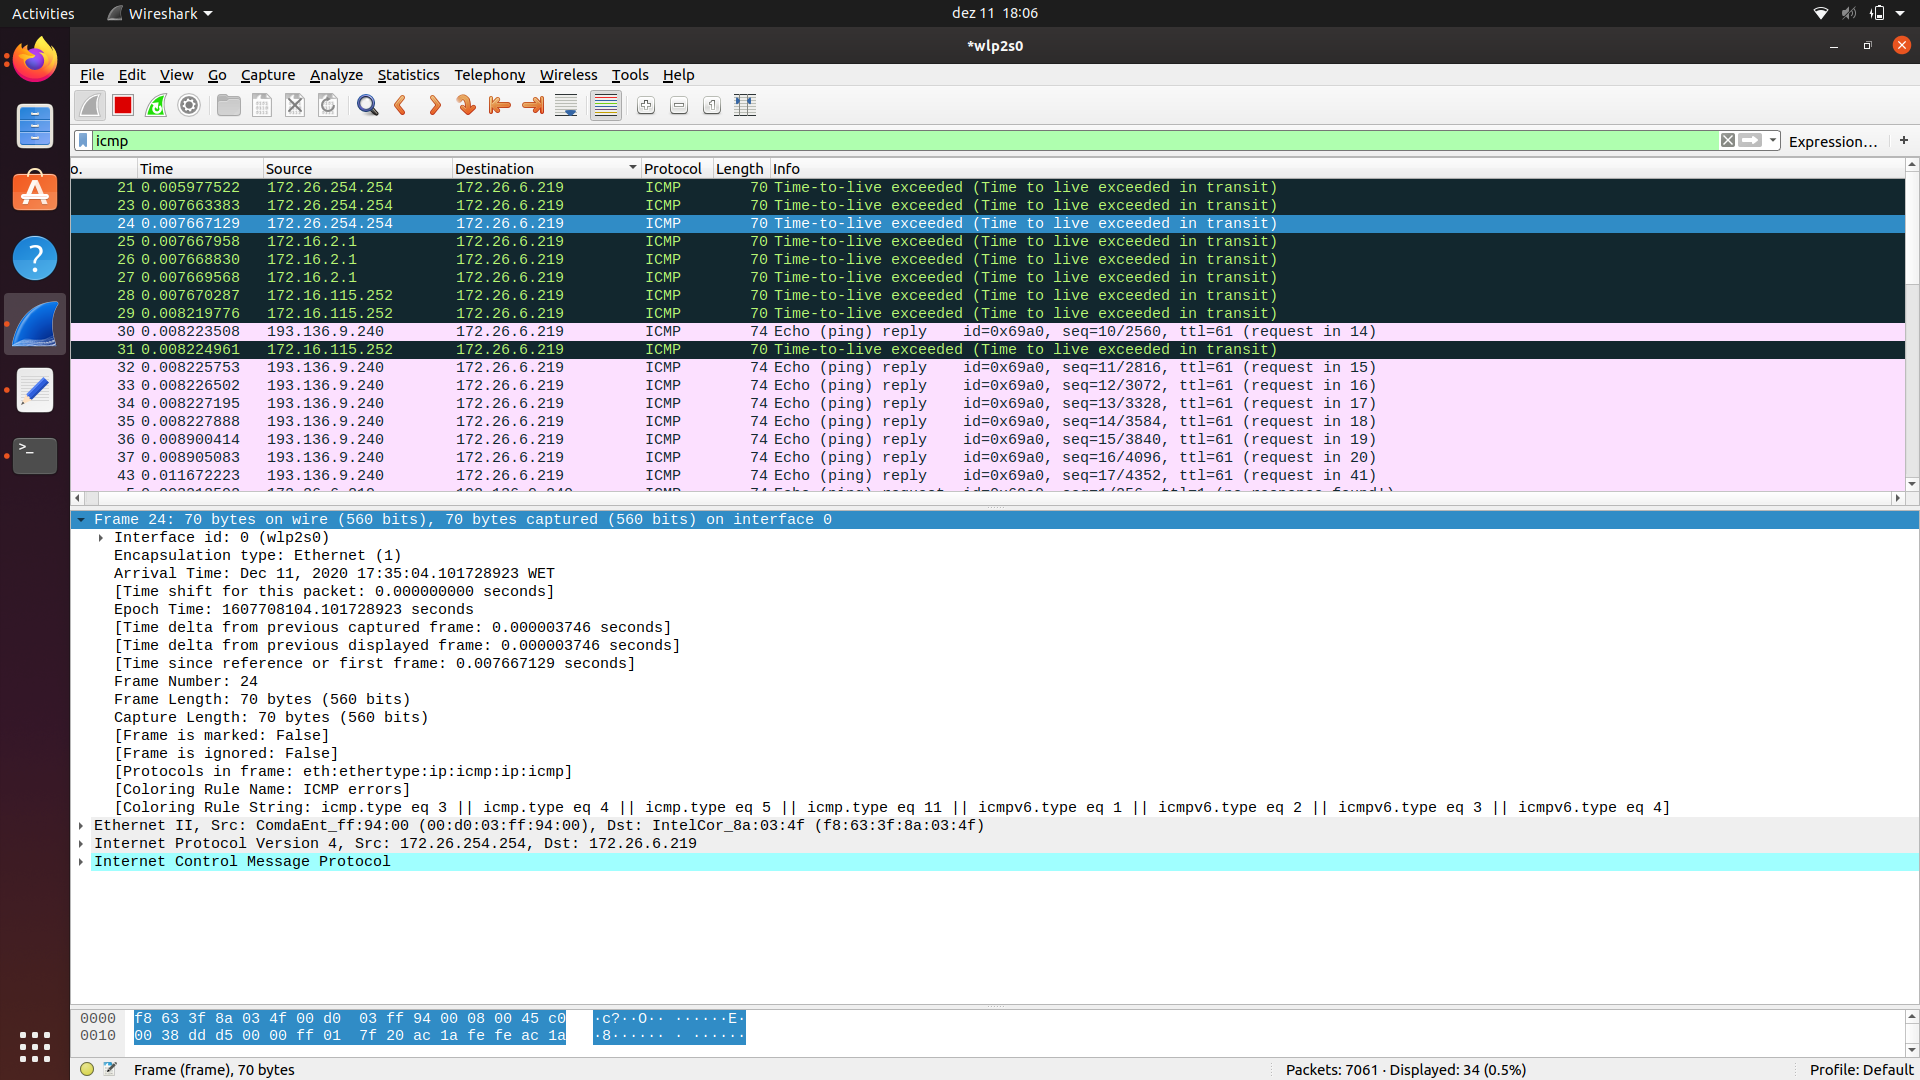 Activities Wireshark dez 11 18:06
*wlp2s0
File Edit View Go Capture Analyze Statistics Telephony Wireless Tools Help
icmp Expression… +
o. Time Source Destination Protocol Length Info
21 0.005977522 172.26.254.254 172.26.6.219 ICMP 70 Time-to-live exceeded (Time to live exceeded in transit)
23 0.007663383 172.26.254.254 172.26.6.219 ICMP 70 Time-to-live exceeded (Time to live exceeded in transit)
24 0.007667129 172.26.254.254 172.26.6.219 ICMP 70 Time-to-live exceeded (Time to live exceeded in transit)
25 0.007667958 172.16.2.1 172.26.6.219 ICMP 70 Time-to-live exceeded (Time to live exceeded in transit)
26 0.007668830 172.16.2.1 172.26.6.219 ICMP 70 Time-to-live exceeded (Time to live exceeded in transit)
27 0.007669568 172.16.2.1 172.26.6.219 ICMP 70 Time-to-live exceeded (Time to live exceeded in transit)
28 0.007670287 172.16.115.252 172.26.6.219 ICMP 70 Time-to-live exceeded (Time to live exceeded in transit)
29 0.008219776 172.16.115.252 172.26.6.219 ICMP 70 Time-to-live exceeded (Time to live exceeded in transit)
30 0.008223508 193.136.9.240 172.26.6.219 ICMP 74 Echo (ping) reply id=0x69a0, seq=10/2560, ttl=61 (request in 14)
31 0.008224961 172.16.115.252 172.26.6.219 ICMP 70 Time-to-live exceeded (Time to live exceeded in transit)
32 0.008225753 193.136.9.240 172.26.6.219 ICMP 74 Echo (ping) reply id=0x69a0, seq=11/2816, ttl=61 (request in 15)
33 0.008226502 193.136.9.240 172.26.6.219 ICMP 74 Echo (ping) reply id=0x69a0, seq=12/3072, ttl=61 (request in 16)
34 0.008227195 193.136.9.240 172.26.6.219 ICMP 74 Echo (ping) reply id=0x69a0, seq=13/3328, ttl=61 (request in 17)
35 0.008227888 193.136.9.240 172.26.6.219 ICMP 74 Echo (ping) reply id=0x69a0, seq=14/3584, ttl=61 (request in 18)
36 0.008900414 193.136.9.240 172.26.6.219 ICMP 74 Echo (ping) reply id=0x69a0, seq=15/3840, ttl=61 (request in 19)
37 0.008905083 193.136.9.240 172.26.6.219 ICMP 74 Echo (ping) reply id=0x69a0, seq=16/4096, ttl=61 (request in 20)
43 0.011672223 193.136.9.240 172.26.6.219 ICMP 74 Echo (ping) reply id=0x69a0, seq=17/4352, ttl=61 (request in 41)
Frame 24: 70 bytes on wire (560 bits), 70 bytes captured (560 bits) on interface 0
Interface id: 0 (wlp2s0)
Encapsulation type: Ethernet (1)
Arrival Time: Dec 11, 2020 17:35:04.101728923 WET
[Time shift for this packet: 0.000000000 seconds]
Epoch Time: 1607708104.101728923 seconds
[Time delta from previous captured frame: 0.000003746 seconds]
[Time delta from previous displayed frame: 0.000003746 seconds]
[Time since reference or first frame: 0.007667129 seconds]
Frame Number: 24
Frame Length: 70 bytes (560 bits)
Capture Length: 70 bytes (560 bits)
[Frame is marked: False]
[Frame is ignored: False]
[Protocols in frame: eth:ethertype:ip:icmp:ip:icmp]
[Coloring Rule Name: ICMP errors]
[Coloring Rule String: icmp.type eq 3 || icmp.type eq 4 || icmp.type eq 5 || icmp.type eq 11 || icmpv6.type eq 1 || icmpv6.type eq 2 || icmpv6.type eq 3 || icmpv6.type eq 4]
Ethernet II, Src: ComdaEnt_ff:94:00 (00:d0:03:ff:94:00), Dst: IntelCor_8a:03:4f (f8:63:3f:8a:03:4f)
Internet Protocol Version 4, Src: 172.26.254.254, Dst: 172.26.6.219
Internet Control Message Protocol
0000 f8 63 3f 8a 03 4f 00 d0 03 ff 94 00 08 00 45 c0 ·c?··O·· ······E·
0010 00 38 dd d5 00 00 ff 01 7f 20 ac 1a fe fe ac 1a ·8······ · ······
Frame (frame), 70 bytes Packets: 7061 · Displayed: 34 (0.5%) Profile: Default